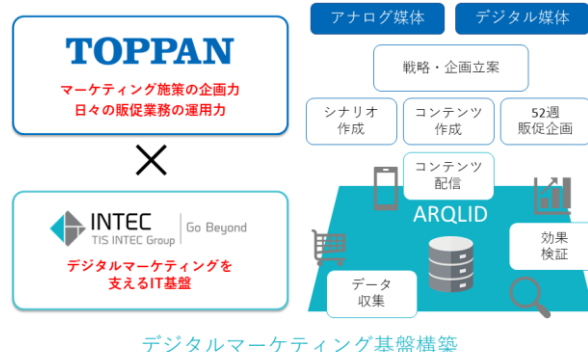 TOPPAN
マーケティング施策の企画力
日々の販促業務の運用力
×
INTEC
TIS INTEC Group
Go Beyond
デジタルマーケティングを
支えるIT基盤
アナログ媒体
デジタル媒体
戦略・企画立案
シナリオ
作成
コンテンツ
作成
52週
販促企画
コンテンツ
配信
ARQLID
効果
検証
データ
収集
デジタルマーケティング基盤構築